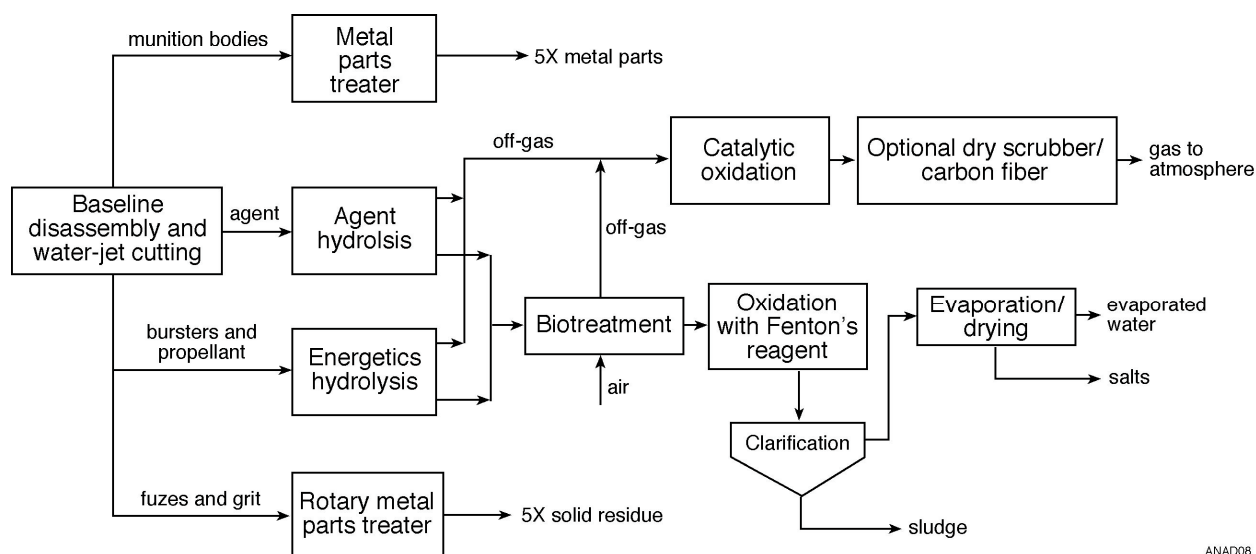 munition bodies
Metal
parts
treater
5X metal parts
off-gas
Catalytic
oxidation
Optional dry scrubber/
carbon fiber
gas to
atmosphere
Baseline
disassembly and
water-jet cutting
agent
Agent
hydrolsis
off-gas
bursters and
propellant
Energetics
hydrolysis
Biotreatment
air
Oxidation
with Fenton's
reagent
Evaporation/
drying
evaporated
water
salts
Clarification
sludge
fuzes and grit
Rotary metal
parts treater
5X solid residue
ANAD08